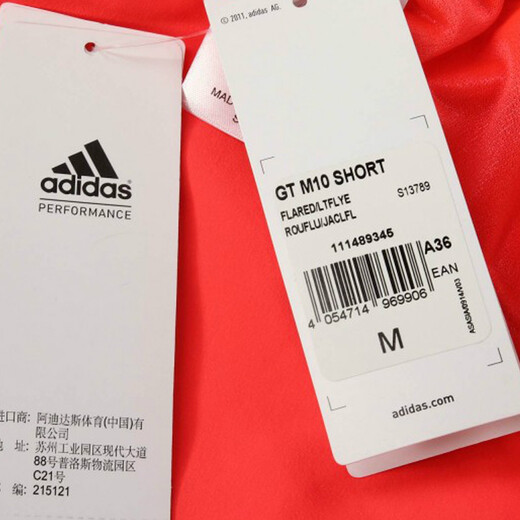 adidas
PERFORMANCE
进口商: 阿迪达斯体育(中国)有
限公司
地 址: 苏州工业园区现代大道
88号普洛斯物流园区
C21号
编: 215121
MAD
S
© 2011, adidas AG.
GT M10 SHORT
FLARED/LTFLYE S13789
ROUFLU/JACLFL
111489345
A36
EAN
4 054714 969906
M
adidas.com